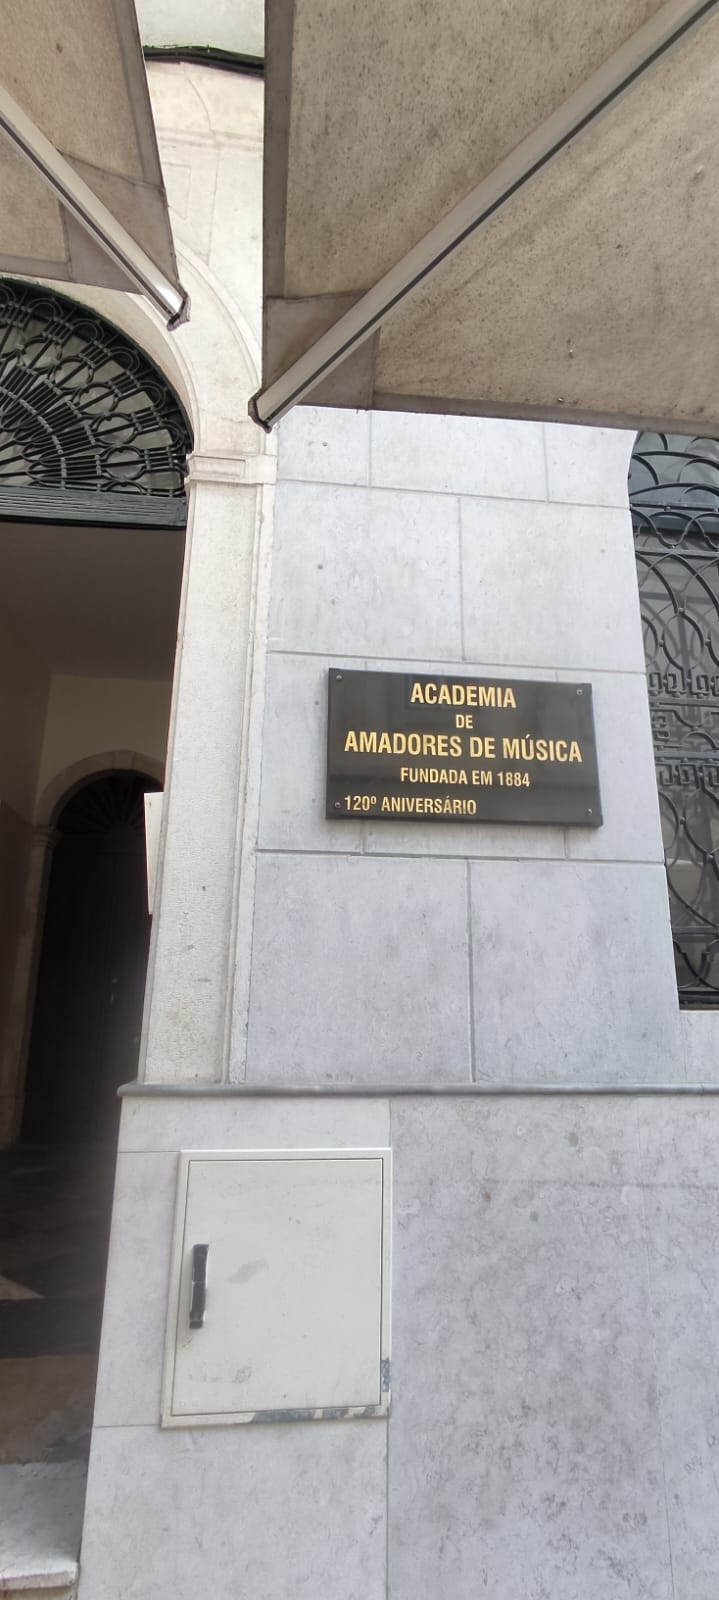 ACADEMIA
DE
AMADORES DE MÚSICA
FUNDADA EM 1884
120º ANIVERSÁRIO